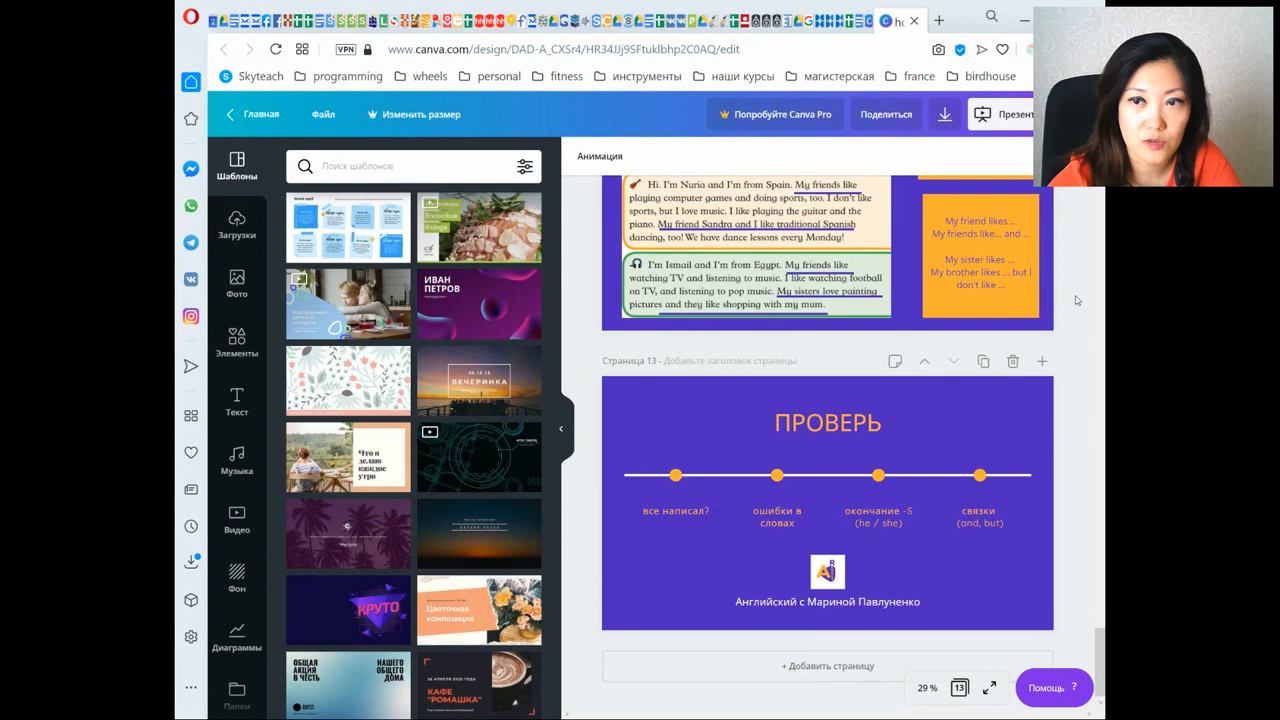 www.canva.com/design/DAD-A_CXSr4/HR34JJj9SFtuklbhp2C0AQ/edit
VPN
Skyteach
programming
wheels
personal
fitness
инструменты
наши курсы
магистерская
france
birdhouse
Главная
Файл
Изменить размер
Попробуйте Canva Pro
Поделиться
Презент
Шаблоны
Загрузки
Фото
Элементы
Текст
Музыка
Видео
Фон
Диаграммы
Папки
Поиск шаблонов
ИВАН
ПЕТРОВ
ВЕЧЕРИНКА
Что я
делаю
каждое
утро
КРУТО
Цветочная
композиция
ОБЩАЯ
АКЦИЯ
В ЧЕСТЬ
НАШЕГО
ОБЩЕГО
ДОМА
КАФЕ
"РОМАШКА"
Анимация
Hi. I'm Nuria and I'm from Spain. My friends like
playing computer games and doing sports, too. I don't like
sports, but I love music. I like playing the guitar and the
piano. My friend Sandra and I like traditional Spanish
dancing, too! We have dance lessons every Monday!
I'm Ismail and I'm from Egypt. My friends like
watching TV and listening to music. I like watching football
on TV, and listening to pop music. My sisters love painting
pictures and they like shopping with my mum.
My friend likes ...
My friends like... and ...
My sister likes ...
My brother likes ... but I
don't like ...
Страница 13 - Добавьте заголовок страницы
ПРОВЕРЬ
все написал?
ошибки в
словах
окончание -S
(he / she)
связки
(and, but)
Английский с Мариной Павлуненко
+ Добавить страницу
29 %
13
Помощь ?